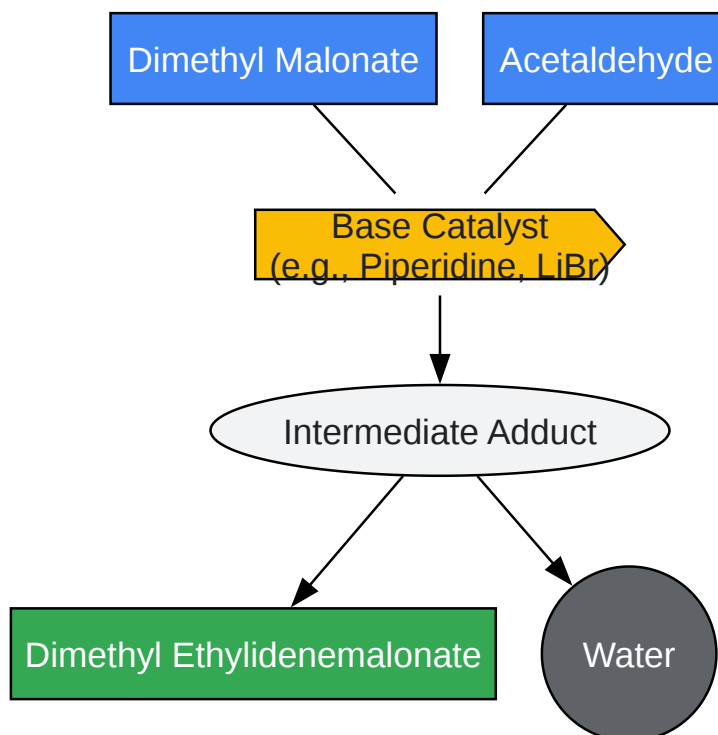 Dimethyl Malonate
Acetaldehyde
Base Catalyst
(e.g., Piperidine, LiBr)
Intermediate Adduct
Dimethyl Ethylidenemalonate
Water